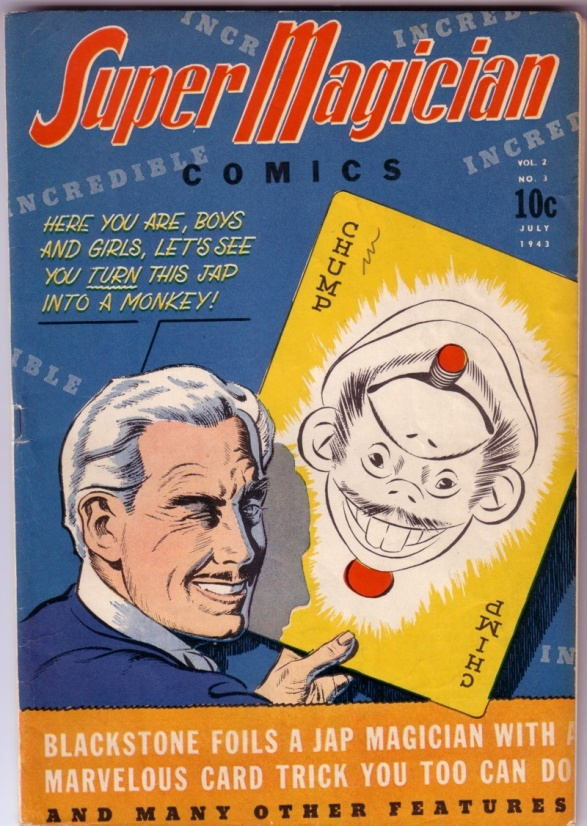 INCR
INCRED
Super Magician
COMICS
INCREDIBLE
INCRED
VOL. 2
NO. 3
10c
JULY
1943
HERE YOU ARE, BOYS
AND GIRLS, LET'S SEE
YOU TURN THIS JAP
INTO A MONKEY!
CHUMP
IBLE
CHIMP
IN
BLACKSTONE FOILS A JAP MAGICIAN WITH A
MARVELOUS CARD TRICK YOU TOO CAN DO
AND MANY OTHER FEATURES